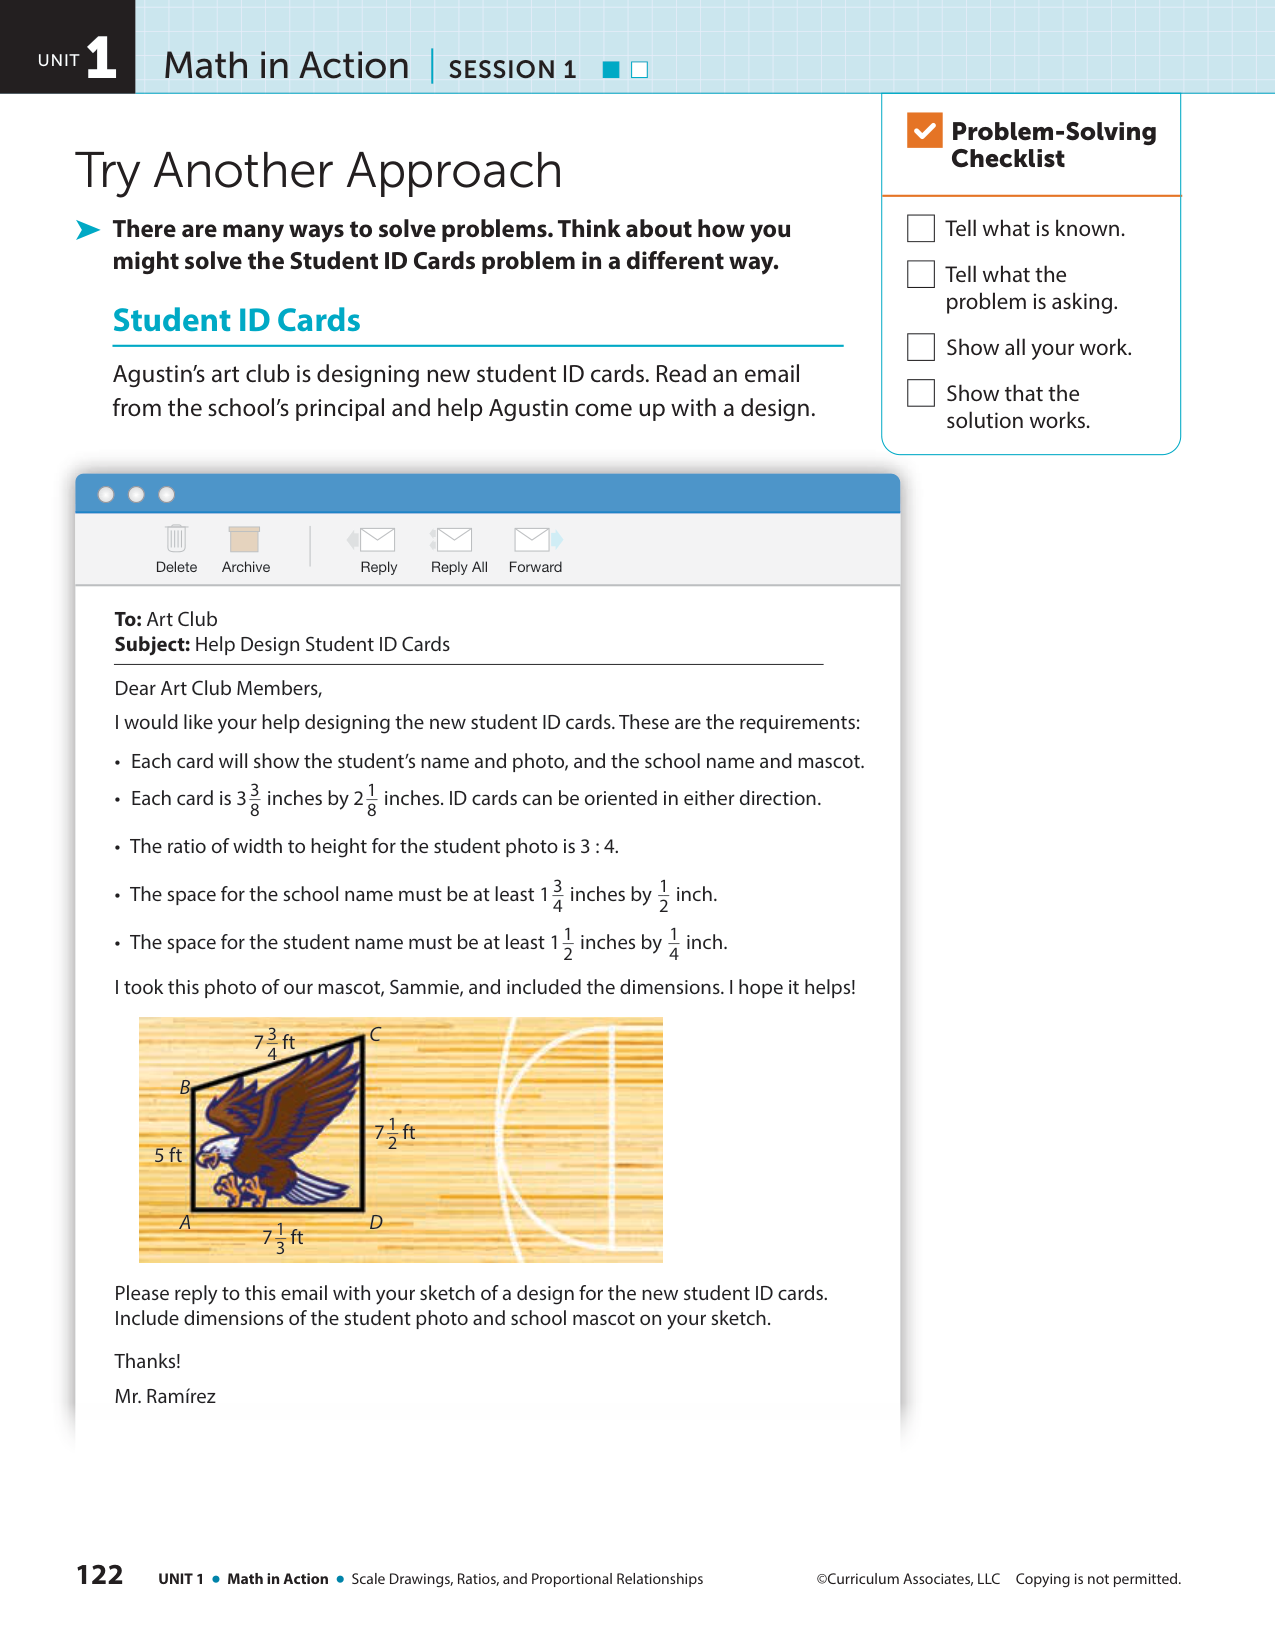 UNIT 1
Math in Action | SESSION 1
Problem-Solving
Checklist
Tell what is known.
Tell what the
problem is asking.
Show all your work.
Show that the
solution works.
Try Another Approach
There are many ways to solve problems. Think about how you
might solve the Student ID Cards problem in a different way.
Student ID Cards
Agustin’s art club is designing new student ID cards. Read an email
from the school’s principal and help Agustin come up with a design.
Delete Archive Reply Reply All Forward
To: Art Club
Subject: Help Design Student ID Cards
Dear Art Club Members,
I would like your help designing the new student ID cards. These are the requirements:
• Each card will show the student’s name and photo, and the school name and mascot.
• Each card is 3 3/8 inches by 2 1/8 inches. ID cards can be oriented in either direction.
• The ratio of width to height for the student photo is 3 : 4.
• The space for the school name must be at least 1 3/4 inches by 1/2 inch.
• The space for the student name must be at least 1 1/2 inches by 1/4 inch.
I took this photo of our mascot, Sammie, and included the dimensions. I hope it helps!
7 3/4 ft
C
B
7 1/2 ft
5 ft
A
D
7 1/3 ft
Please reply to this email with your sketch of a design for the new student ID cards.
Include dimensions of the student photo and school mascot on your sketch.
Thanks!
Mr. Ramírez
122 UNIT 1 • Math in Action • Scale Drawings, Ratios, and Proportional Relationships ©Curriculum Associates, LLC Copying is not permitted.